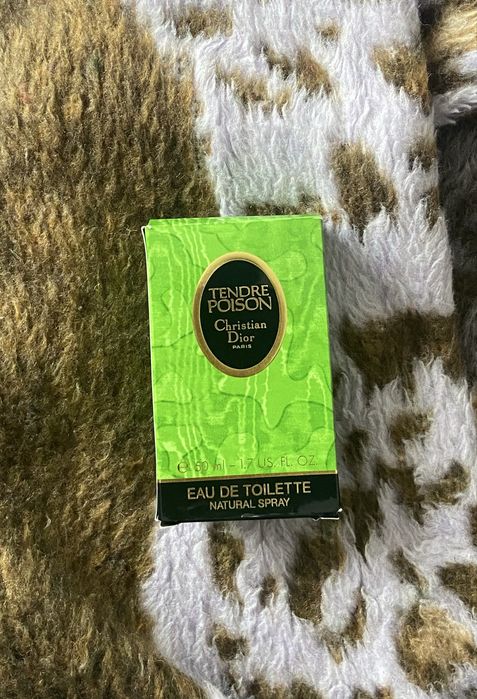 TENDRE
POISON
Christian
Dior
PARIS
e 50 ml - 1.7 US. FL. OZ.
EAU DE TOILETTE
NATURAL SPRAY